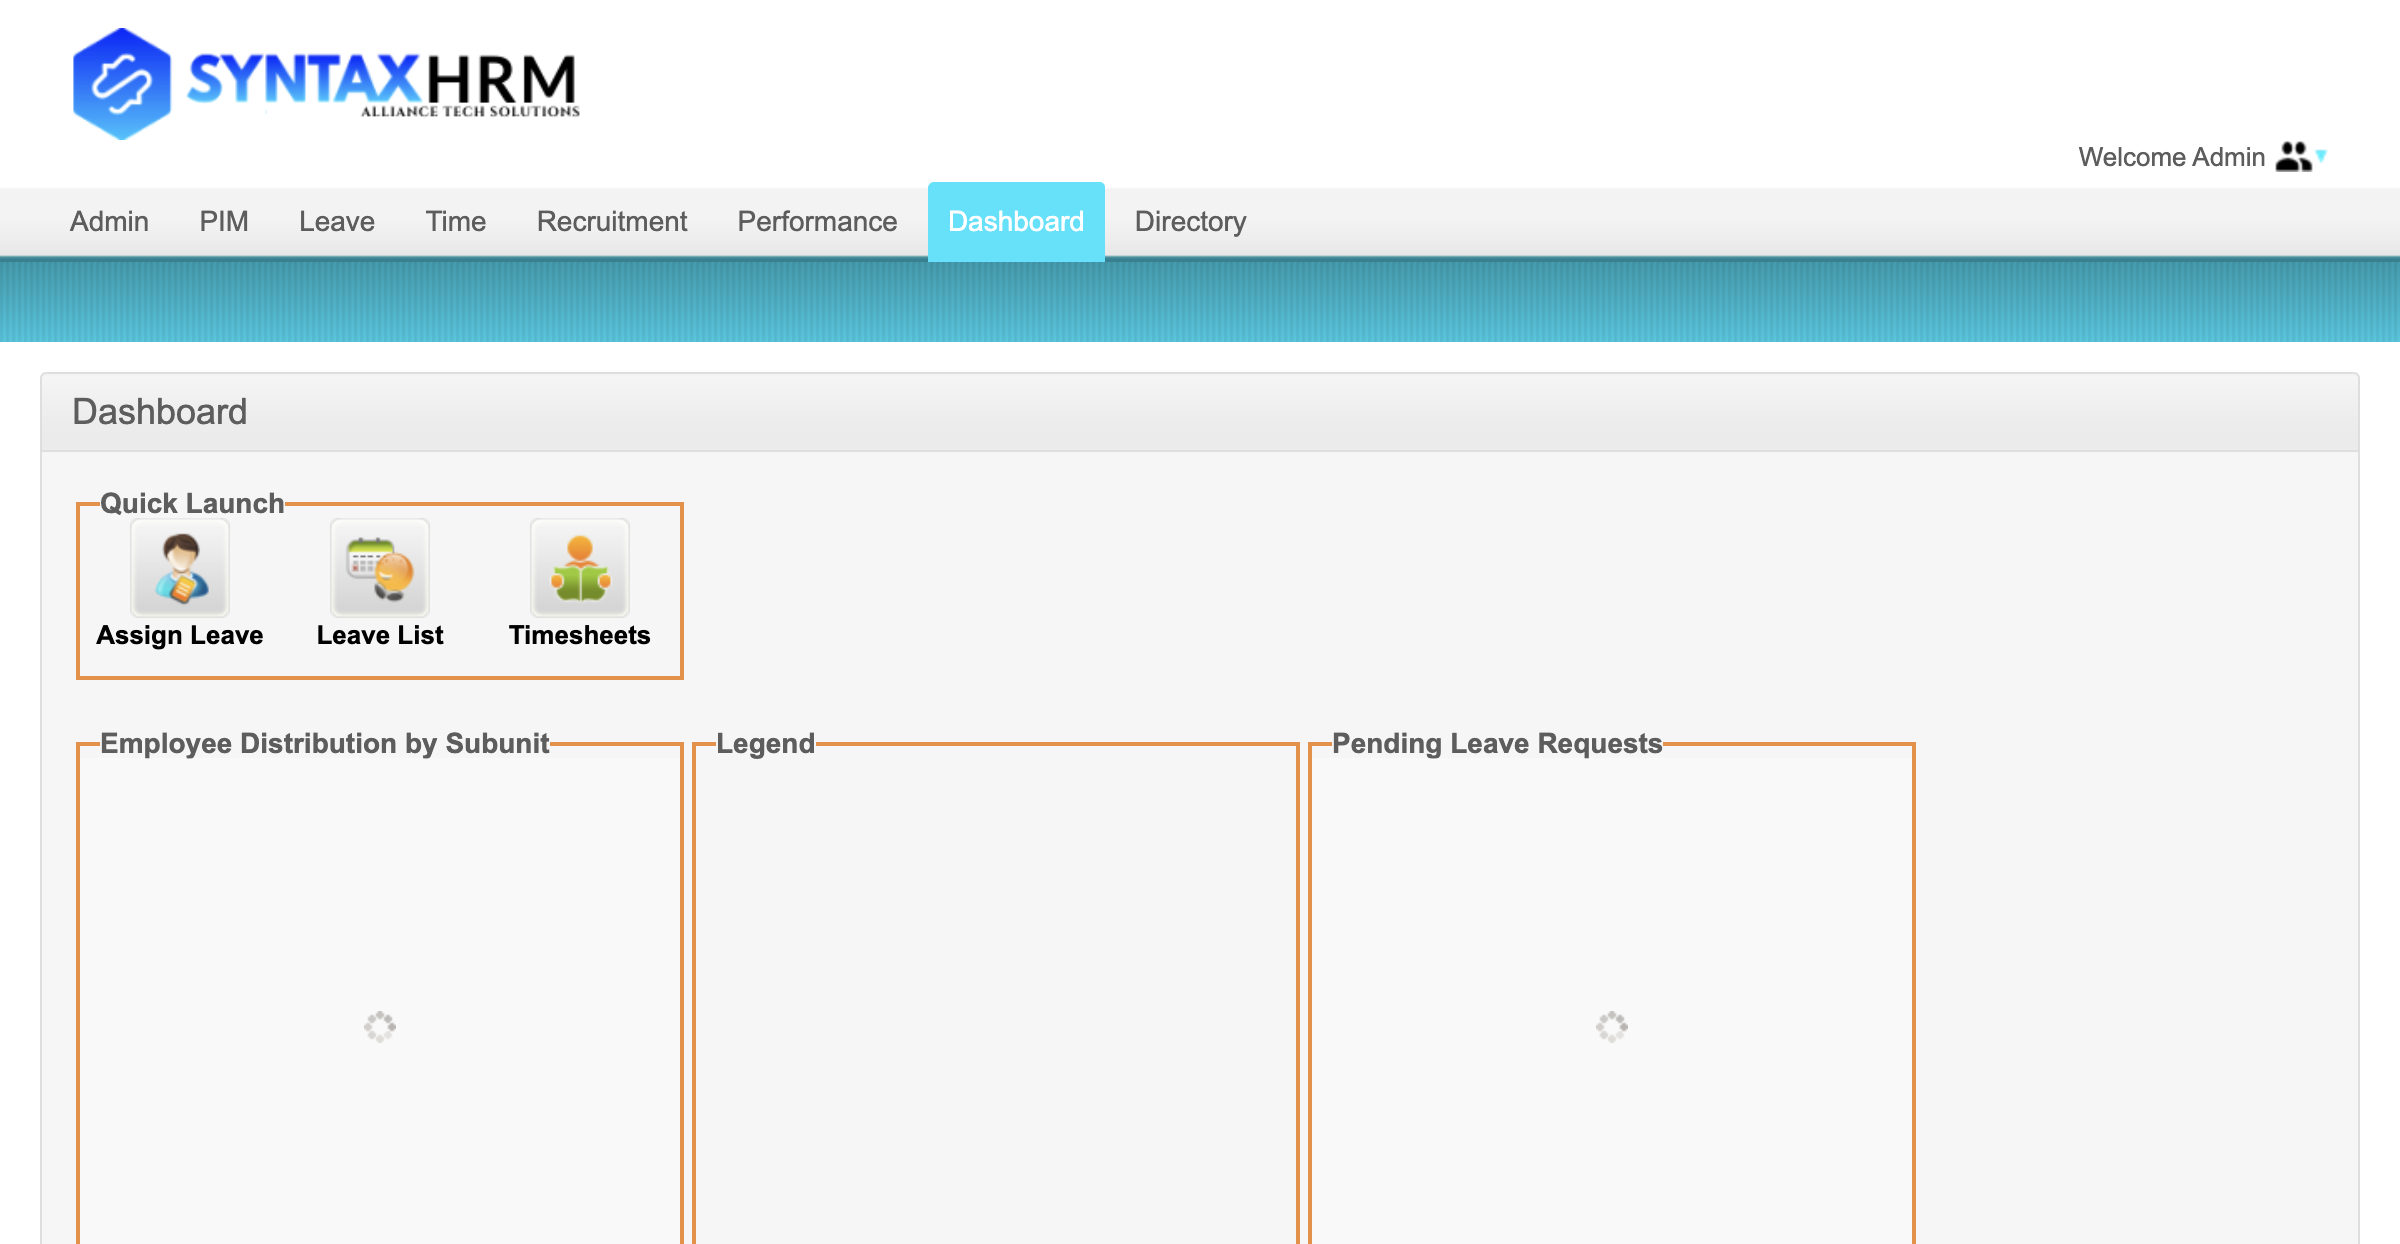 SYNTAXHRM
ALLIANCE TECH SOLUTIONS
Welcome Admin
Admin PIM Leave Time Recruitment Performance Dashboard Directory
Dashboard
Quick Launch
Assign Leave Leave List Timesheets
Employee Distribution by Subunit Legend Pending Leave Requests